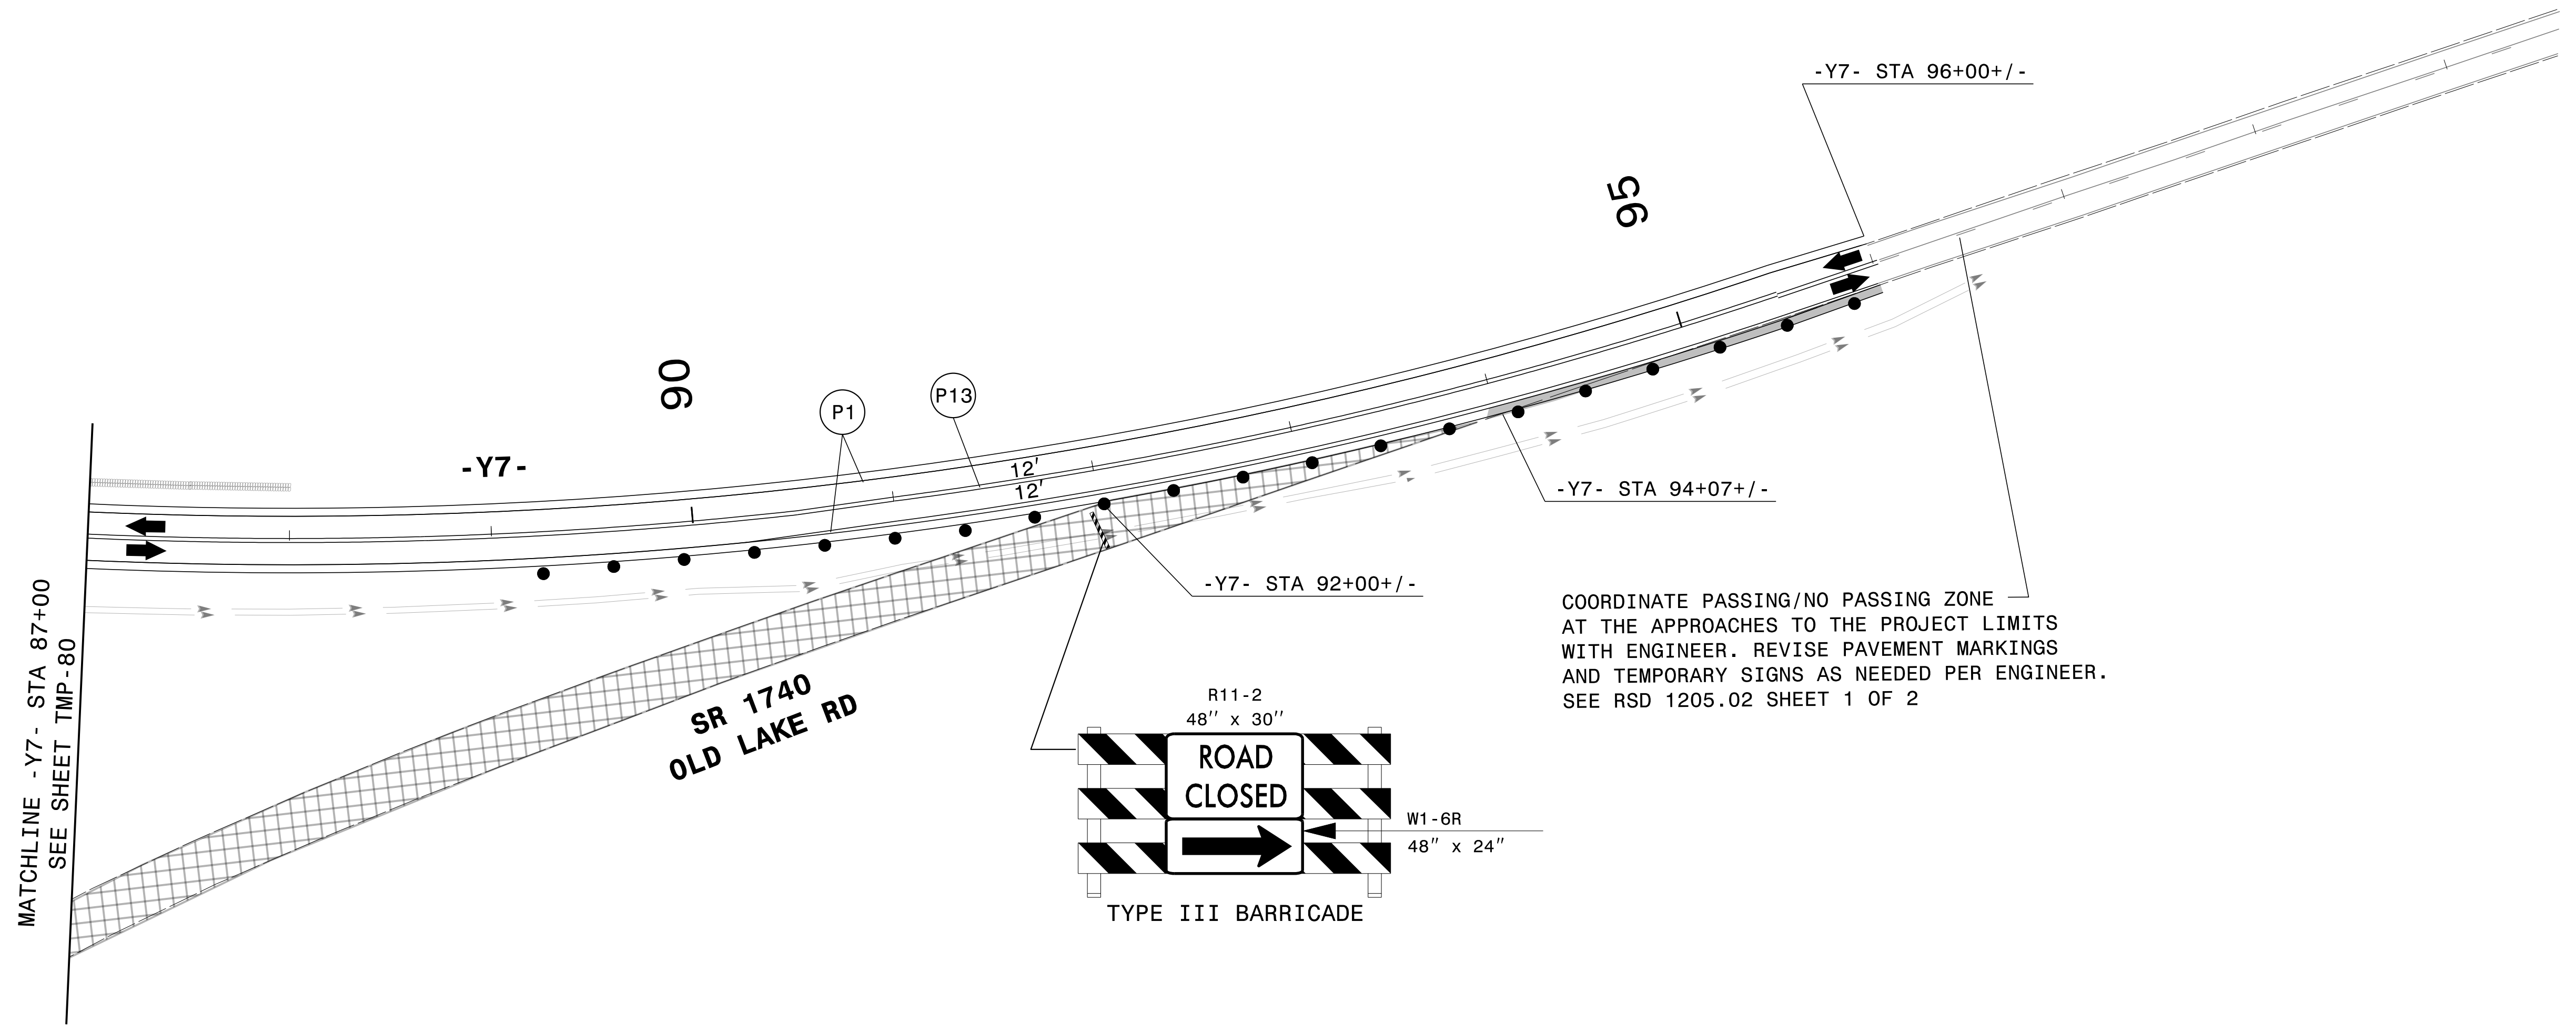 -Y7- STA 96+00+/-
95
90
P1
P13
-Y7-
12'
12'
-Y7- STA 94+07+/-
-Y7- STA 92+00+/-
MATCHLINE -Y7- STA 87+00
SEE SHEET TMP-80
SR 1740
OLD LAKE RD
COORDINATE PASSING/NO PASSING ZONE
AT THE APPROACHES TO THE PROJECT LIMITS
WITH ENGINEER. REVISE PAVEMENT MARKINGS
AND TEMPORARY SIGNS AS NEEDED PER ENGINEER.
SEE RSD 1205.02 SHEET 1 OF 2
R11-2
48" x 30"
ROAD
CLOSED
W1-6R
48" x 24"
TYPE III BARRICADE